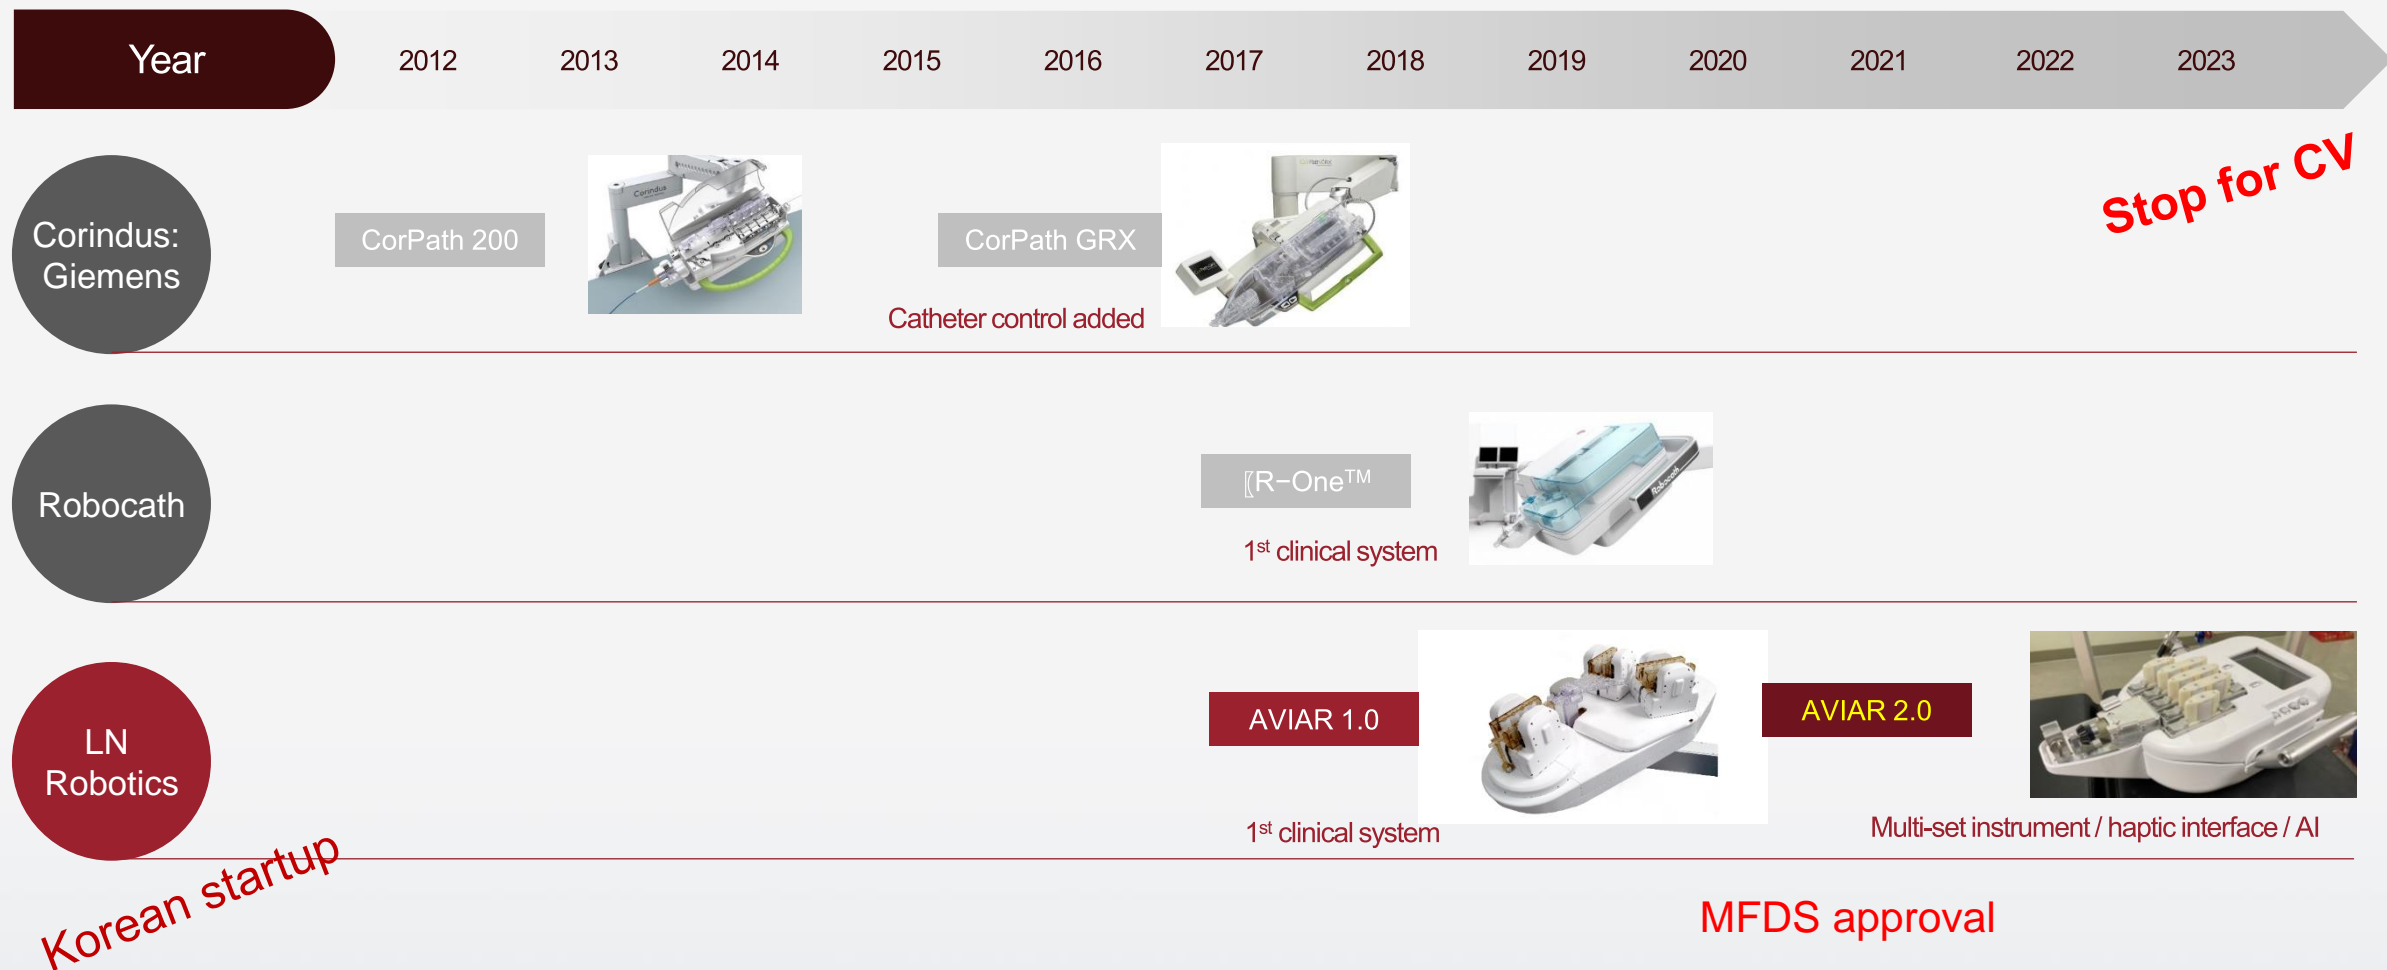 Year 2012 2013 2014 2015 2016 2017 2018 2019 2020 2021 2022 2023
Stop for CV
Corindus:
Giemens
CorPath 200
Corindus
CorPath GRX
Catheter control added
Robocath
〖R−One™
Robocath
1st clinical system
LN
Robotics
AVIAR 1.0
AVIAR 2.0
1st clinical system
Multi-set instrument / haptic interface / AI
Korean startup
MFDS approval